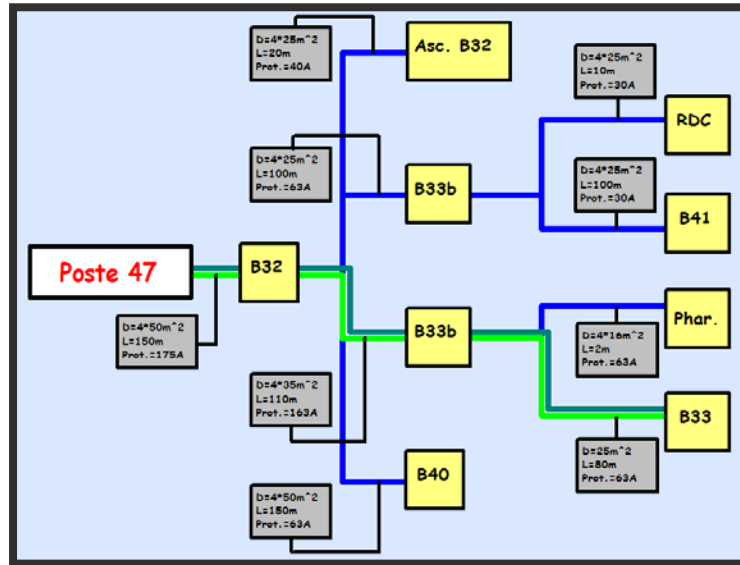 D=4*25m^2
L=20m
Prot.=40A
Asc. B32
D=4*25m^2
L=10m
Prot.=30A
RDC
D=4*25m^2
L=100m
Prot.=63A
B33b
D=4*25m^2
L=100m
Prot.=30A
B41
Poste 47
B32
D=4*50m^2
L=150m
Prot.=175A
B33b
Phar.
D=4*16m^2
L=2m
Prot.=63A
D=4*35m^2
L=110m
Prot.=163A
B33
D=25m^2
L=80m
Prot.=63A
B40
D=4*50m^2
L=150m
Prot.=63A